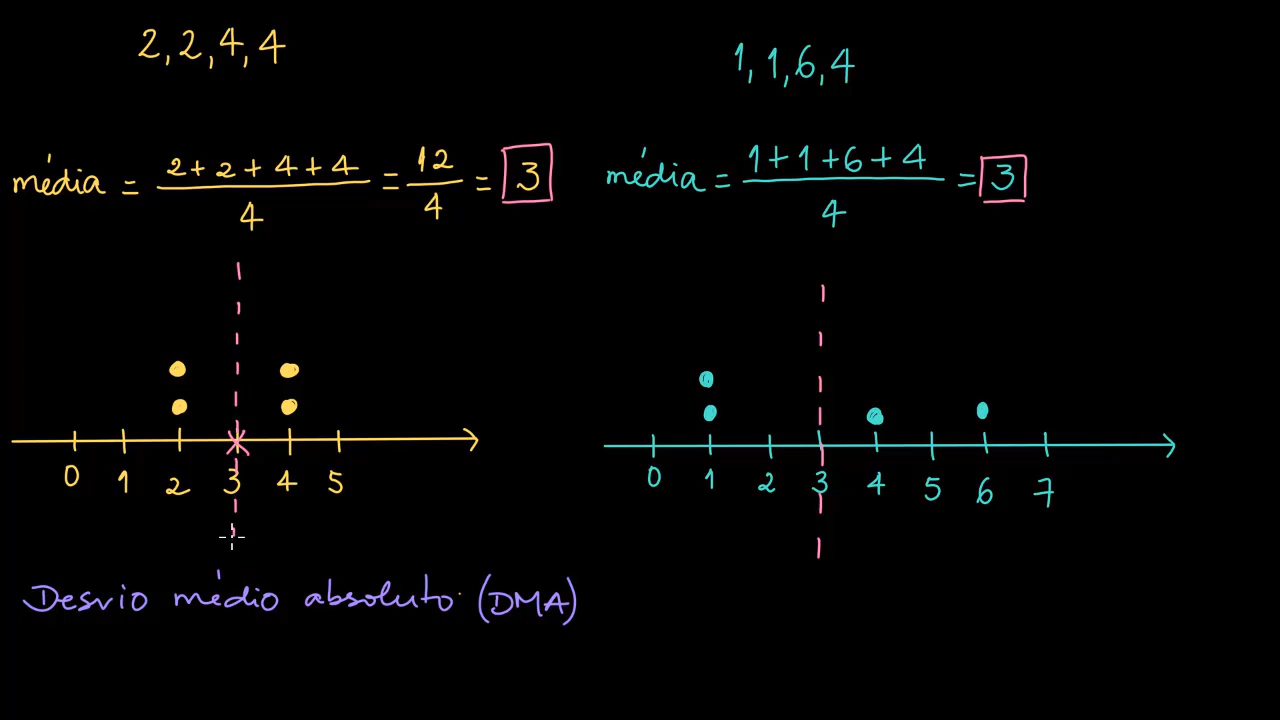 2, 2, 4, 4
média = 2 + 2 + 4 + 4 / 4 = 12 / 4 = 3
0 1 2 3 4 5
1, 1, 6, 4
média = 1 + 1 + 6 + 4 / 4 = 3
0 1 2 3 4 5 6 7
Desvio médio absoluto (DMA)